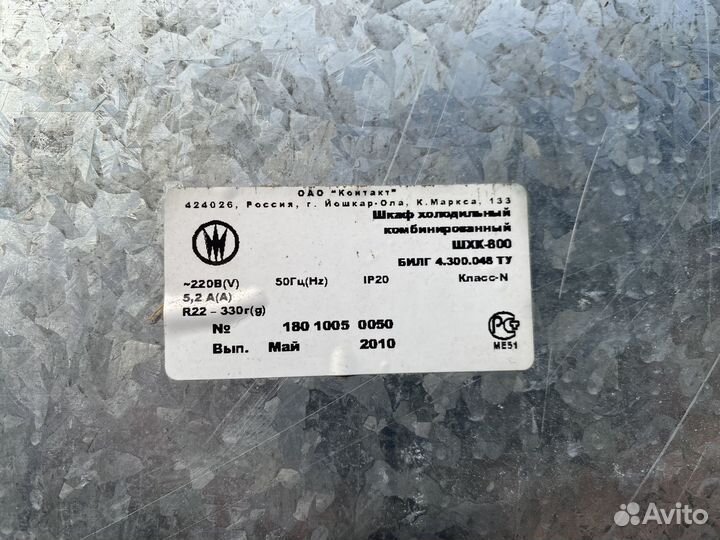 ОАО "Контакт"
424026, Россия, г. Йошкар-Ола, К.Маркса, 133
Шкаф холодильный
комбинированный
ШХК-800
БИЛГ 4.300.048 ТУ
~220В(V) 50Гц(Hz) IP20 Класс-N
5,2 А(А)
R22 – 330г(g)
№ 180 1005 0050
Вып. Май 2010
РСТ
МЕ51
Avito